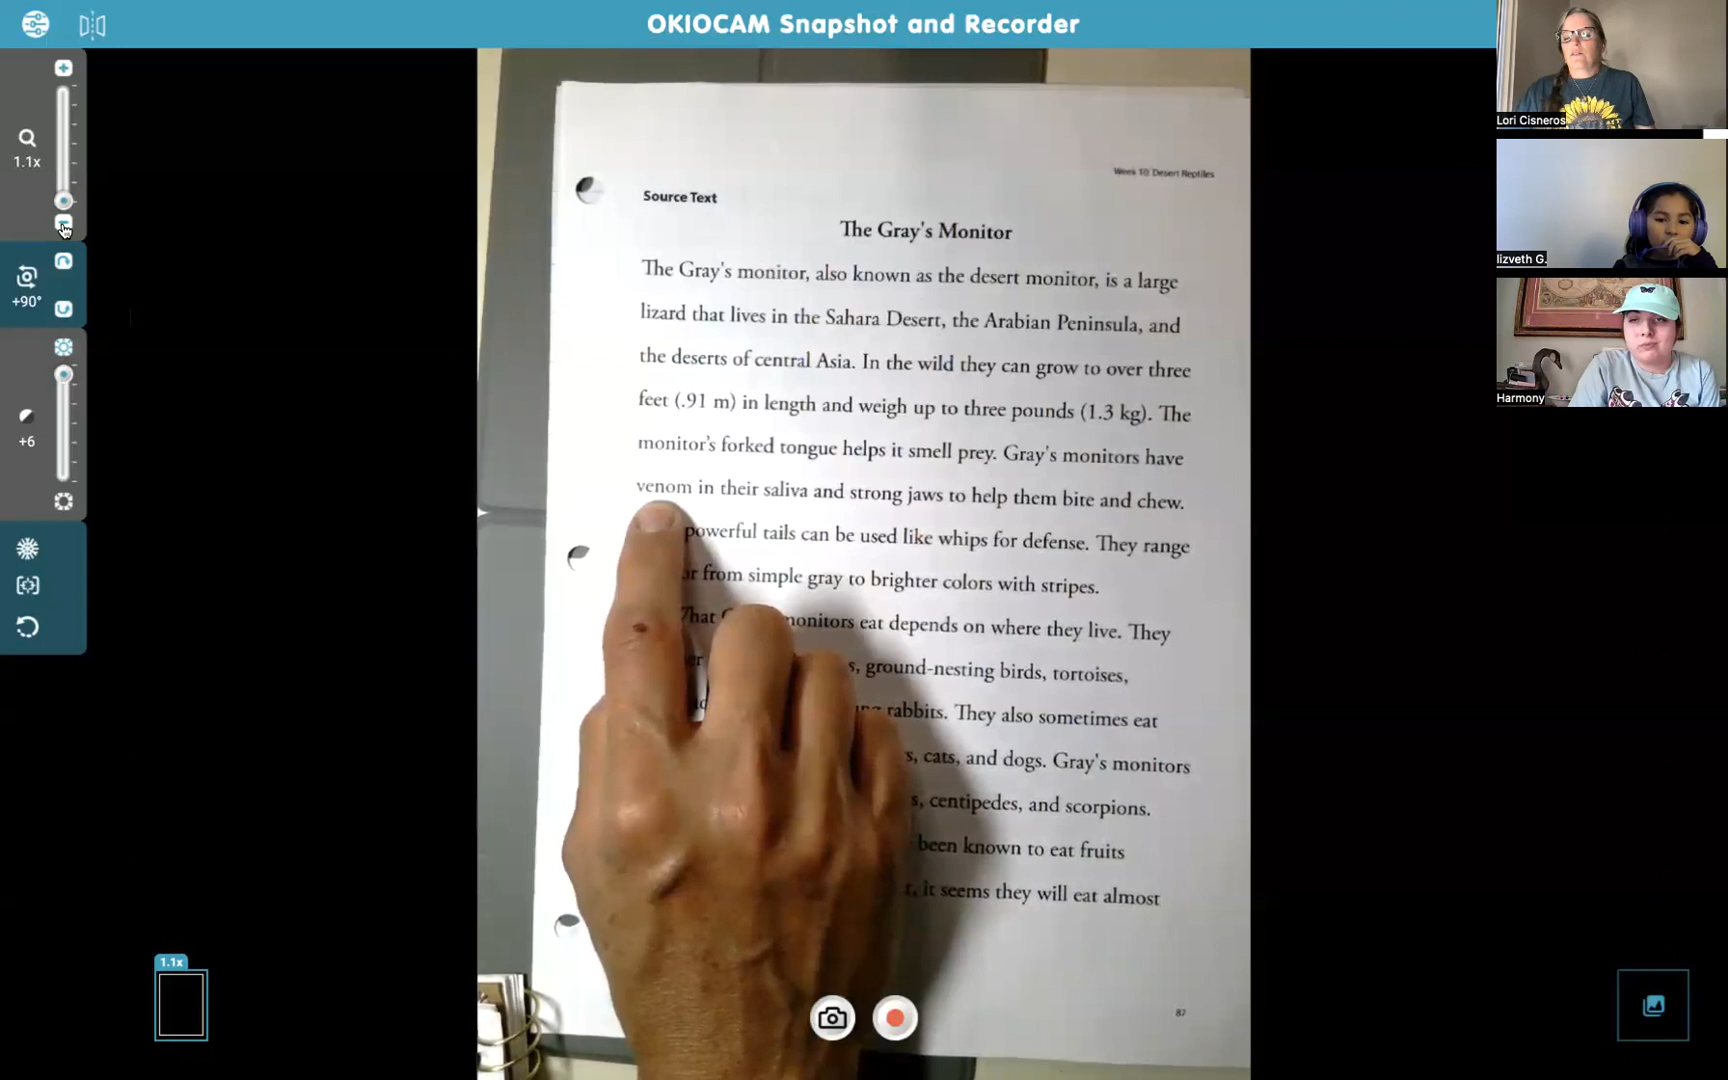 OKIOCAM Snapshot and Recorder
1.1x
+90°
+6
Week 10: Desert Reptiles
Source Text
The Gray's Monitor
The Gray's monitor, also known as the desert monitor, is a large
lizard that lives in the Sahara Desert, the Arabian Peninsula, and
the deserts of central Asia. In the wild they can grow to over three
feet (.91 m) in length and weigh up to three pounds (1.3 kg). The
monitor's forked tongue helps it smell prey. Gray's monitors have
venom in their saliva and strong jaws to help them bite and chew.
powerful tails can be used like whips for defense. They range
from simple gray to brighter colors with stripes.
What monitors eat depends on where they live. They
ground-nesting birds, tortoises,
rabbits. They also sometimes eat
cats, and dogs. Gray's monitors
centipedes, and scorpions.
been known to eat fruits
it seems they will eat almost
87
1.1x
Lori Cisneros
lizveth G.
Harmony